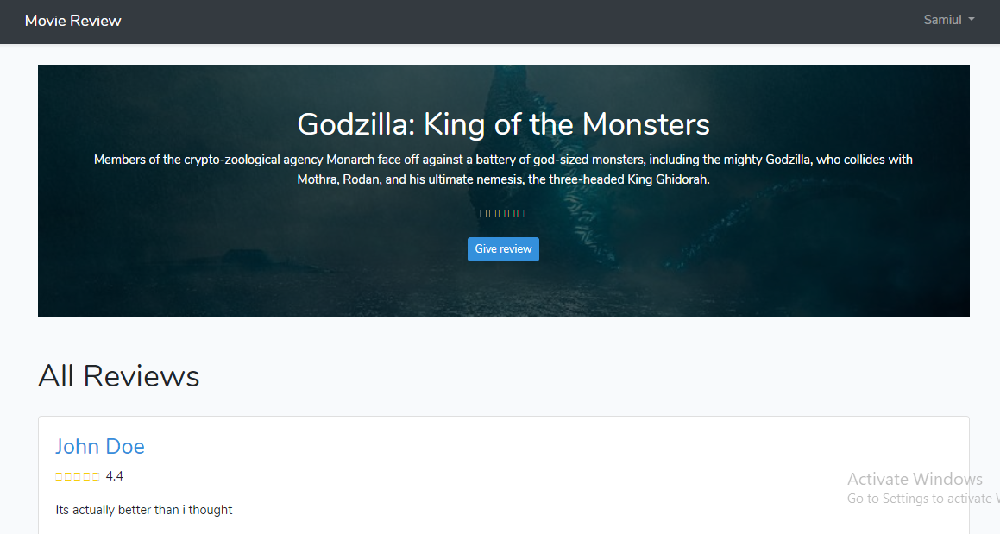 Movie Review
Samiul
Godzilla: King of the Monsters
Members of the crypto-zoological agency Monarch face off against a battery of god-sized monsters, including the mighty Godzilla, who collides with
Mothra, Rodan, and his ultimate nemesis, the three-headed King Ghidorah.
Give review
All Reviews
John Doe
4.4
Its actually better than i thought
Activate Windows
Go to Settings to activate W